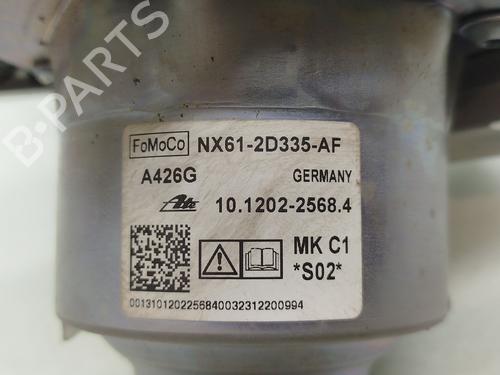 B-PARTS
FoMoCo NX61-2D335-AF
A426G GERMANY
Ate 10.1202-2568.4
MK C1
*S02*
0013101202256840032312200994